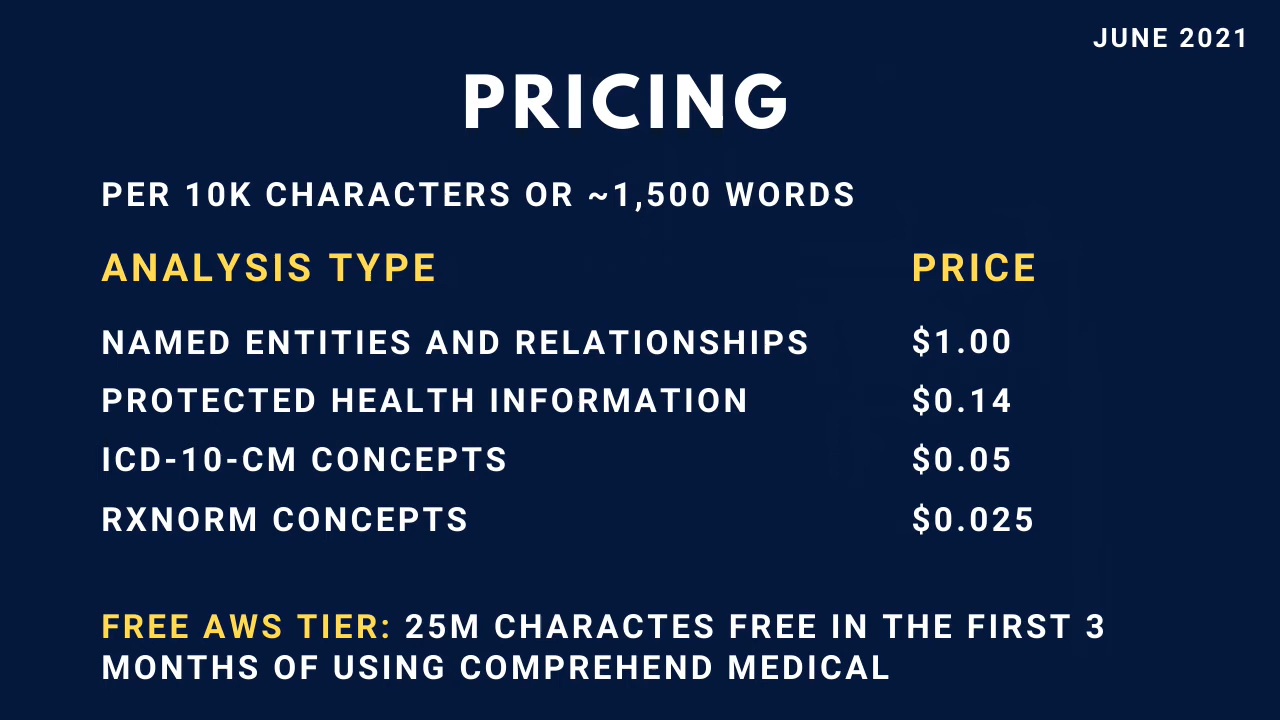 JUNE 2021
PRICING
PER 10K CHARACTERS OR ~1,500 WORDS
ANALYSIS TYPE PRICE
NAMED ENTITIES AND RELATIONSHIPS $1.00
PROTECTED HEALTH INFORMATION $0.14
ICD-10-CM CONCEPTS $0.05
RXNORM CONCEPTS $0.025
FREE AWS TIER: 25M CHARACTES FREE IN THE FIRST 3
MONTHS OF USING COMPREHEND MEDICAL